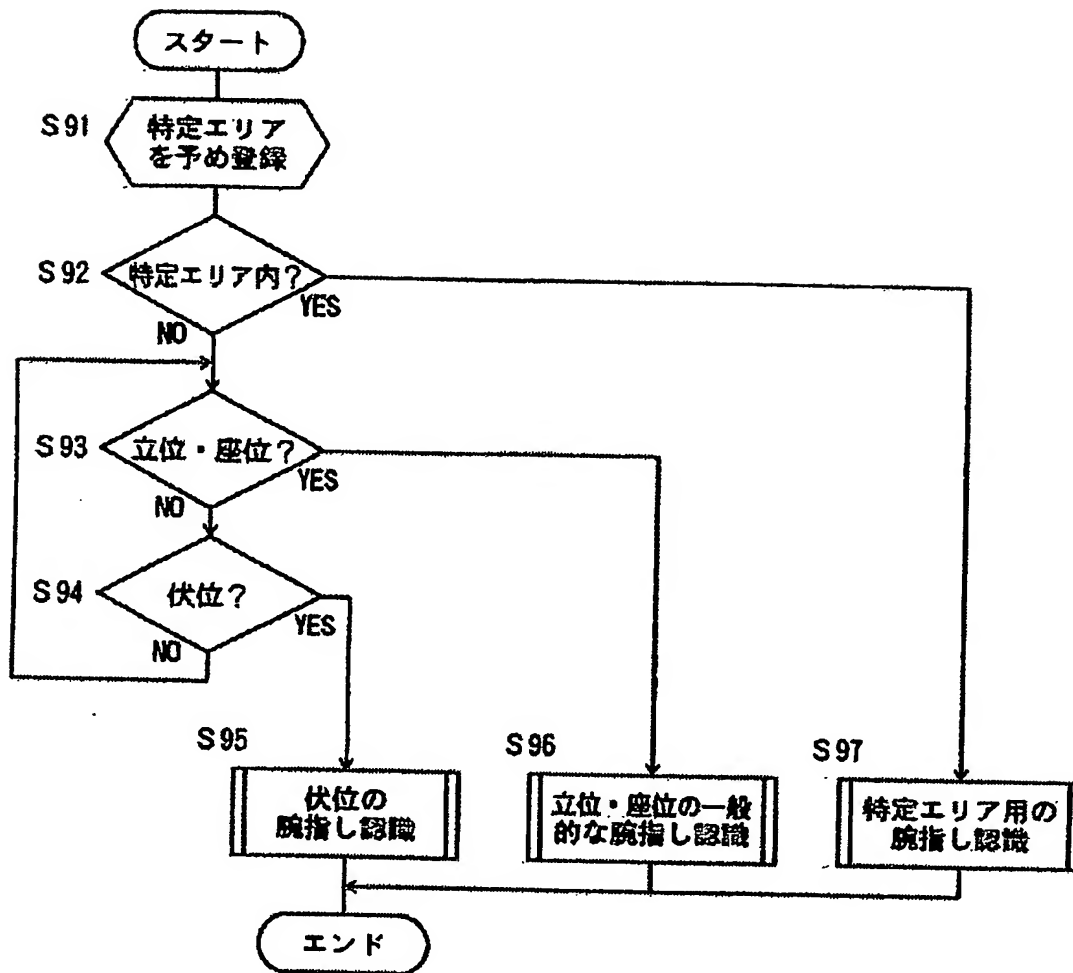 スタート
S91
特定エリア
を予め登録
S92
特定エリア内?
YES
NO
S93
立位・座位?
YES
NO
S94
伏位?
YES
NO
S95
伏位の
腕指し認識
S96
立位・座位の一般
的な腕指し認識
S97
特定エリア用の
腕指し認識
エンド